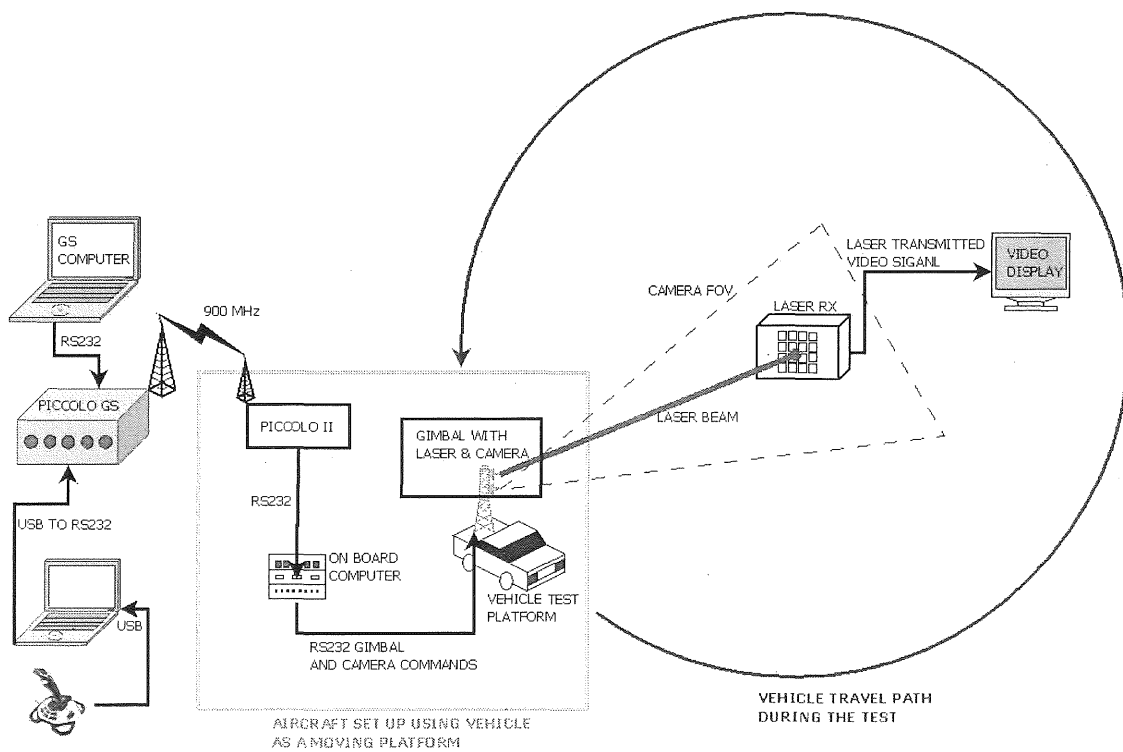 GS
COMPUTER
RS232
900 MHz
PICCOLO GS
PICCOLO II
RS232
USB TO RS232
USB
ON BOARD
COMPUTER
RS232 GIMBAL
AND CAMERA COMMANDS
GIMBAL WITH
LASER & CAMERA
VEHICLE TEST
PLATFORM
AIRCRAFT SET UP USING VEHICLE
AS A MOVING PLATFORM
CAMERA FOV
LASER BEAM
LASER RX
LASER TRANSMITTED
VIDEO SIGANL
VIDEO
DISPLAY
VEHICLE TRAVEL PATH
DURING THE TEST